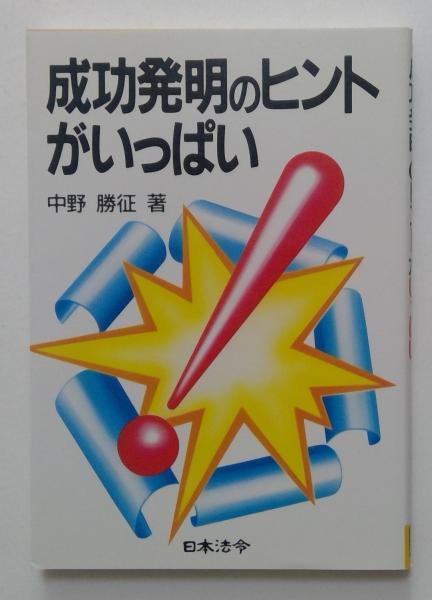 成功発明のヒント
がいっぱい
中野 勝征 著
日本法令